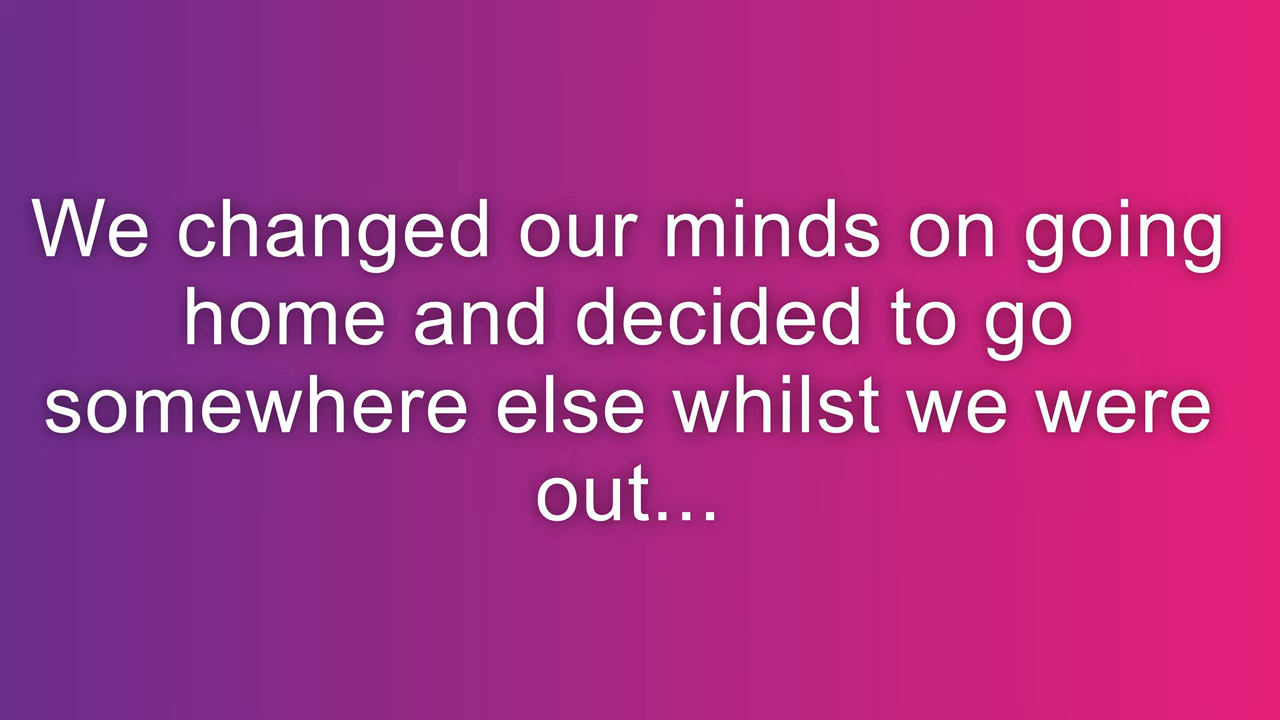 We changed our minds on going
home and decided to go
somewhere else whilst we were
out...